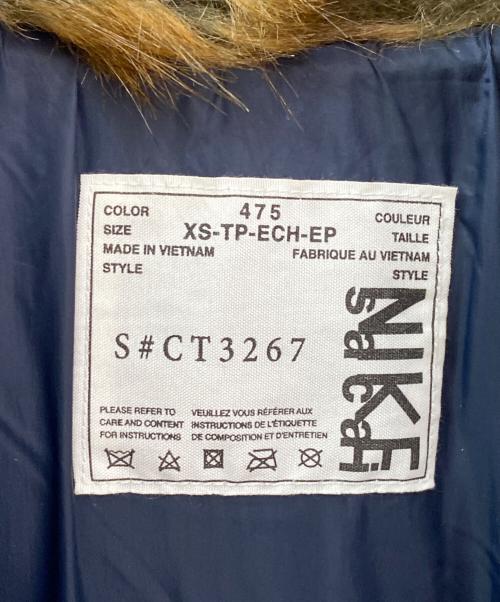 COLOR 475 COULEUR
SIZE XS-TP-ECH-EP TAILLE
MADE IN VIETNAM FABRIQUE AU VIETNAM
STYLE STYLE
S#CT3267
NIKE
sacai
PLEASE REFER TO VEUILLEZ VOUS RÉFÉRER AUX
CARE AND CONTENT INSTRUCTIONS DE L'ÉTIQUETTE
FOR INSTRUCTIONS DE COMPOSITION ET D'ENTRETIEN